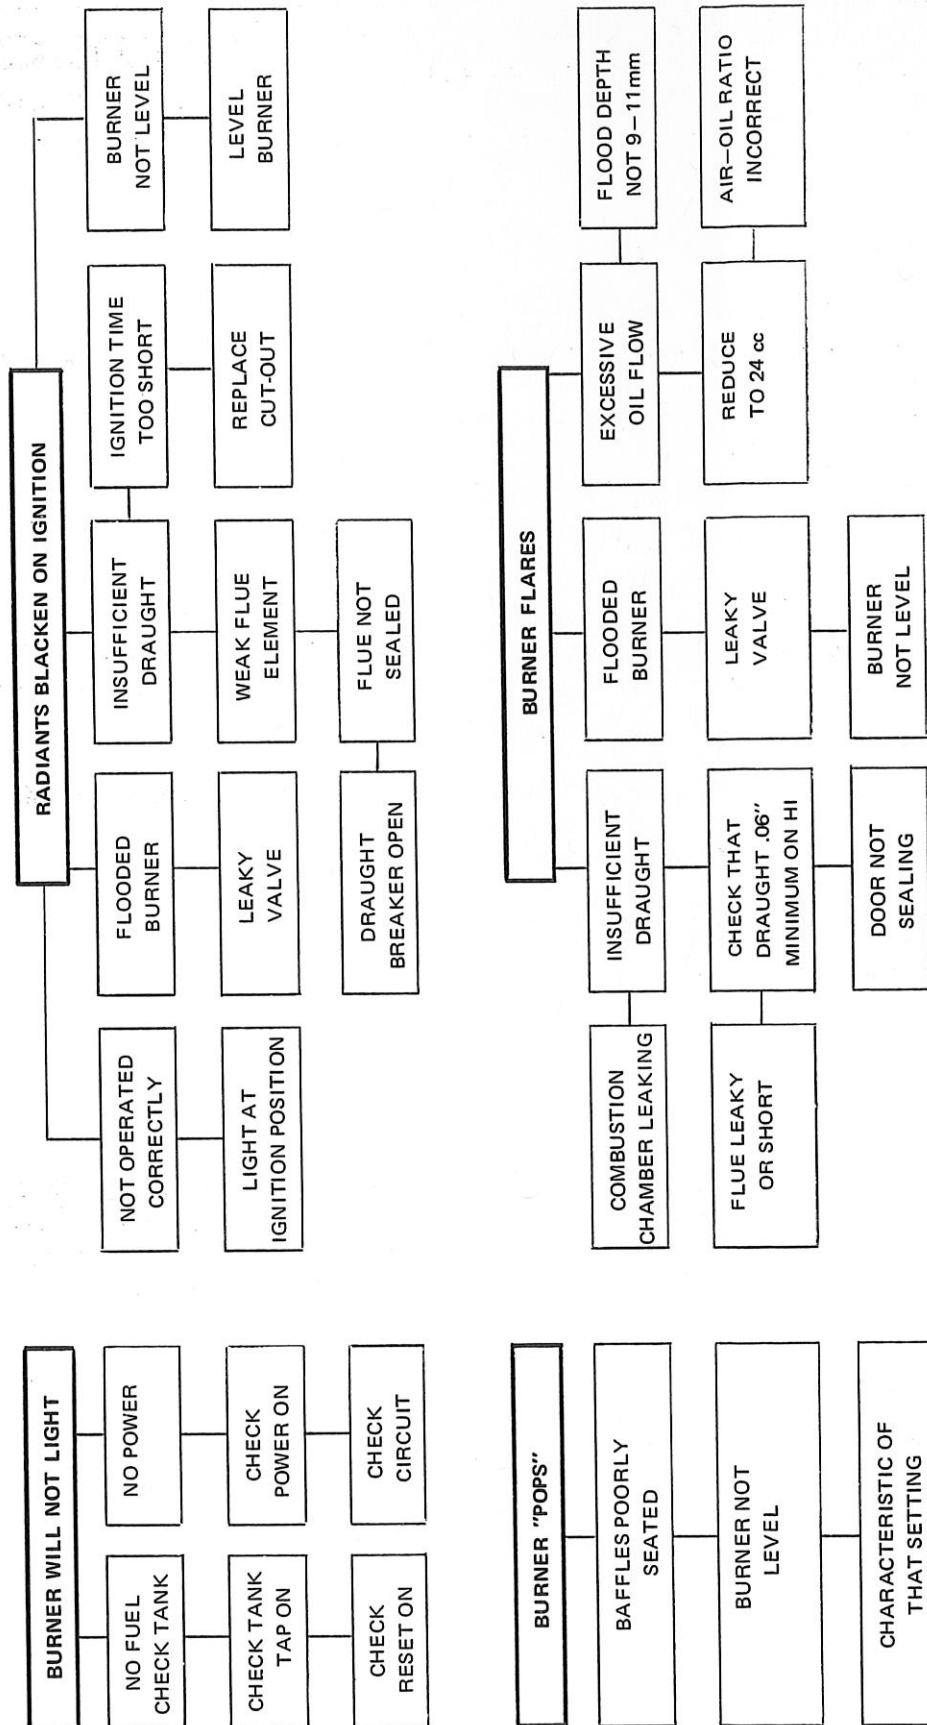 BURNER WILL NOT LIGHT
NO FUEL
CHECK TANK
NO POWER
CHECK TANK
TAP ON
CHECK
POWER ON
CHECK
RESET ON
CHECK
CIRCUIT
RADIANTS BLACKEN ON IGNITION
NOT OPERATED
CORRECTLY
FLOODED
BURNER
INSUFFICIENT
DRAUGHT
IGNITION TIME
TOO SHORT
BURNER
NOT LEVEL
LIGHT AT
IGNITION POSITION
LEAKY
VALVE
WEAK FLUE
ELEMENT
REPLACE
CUT-OUT
LEVEL
BURNER
DRAUGHT
BREAKER OPEN
FLUE NOT
SEALED
BURNER "POPS"
BAFFLES POORLY
SEATED
BURNER NOT
LEVEL
CHARACTERISTIC OF
THAT SETTING
BURNER FLARES
COMBUSTION
CHAMBER LEAKING
INSUFFICIENT
DRAUGHT
FLOODED
BURNER
EXCESSIVE
OIL FLOW
FLOOD DEPTH
NOT 9–11mm
FLUE LEAKY
OR SHORT
CHECK THAT
DRAUGHT .06"
MINIMUM ON HI
LEAKY
VALVE
REDUCE
TO 24 cc
AIR–OIL RATIO
INCORRECT
DOOR NOT
SEALING
BURNER
NOT LEVEL